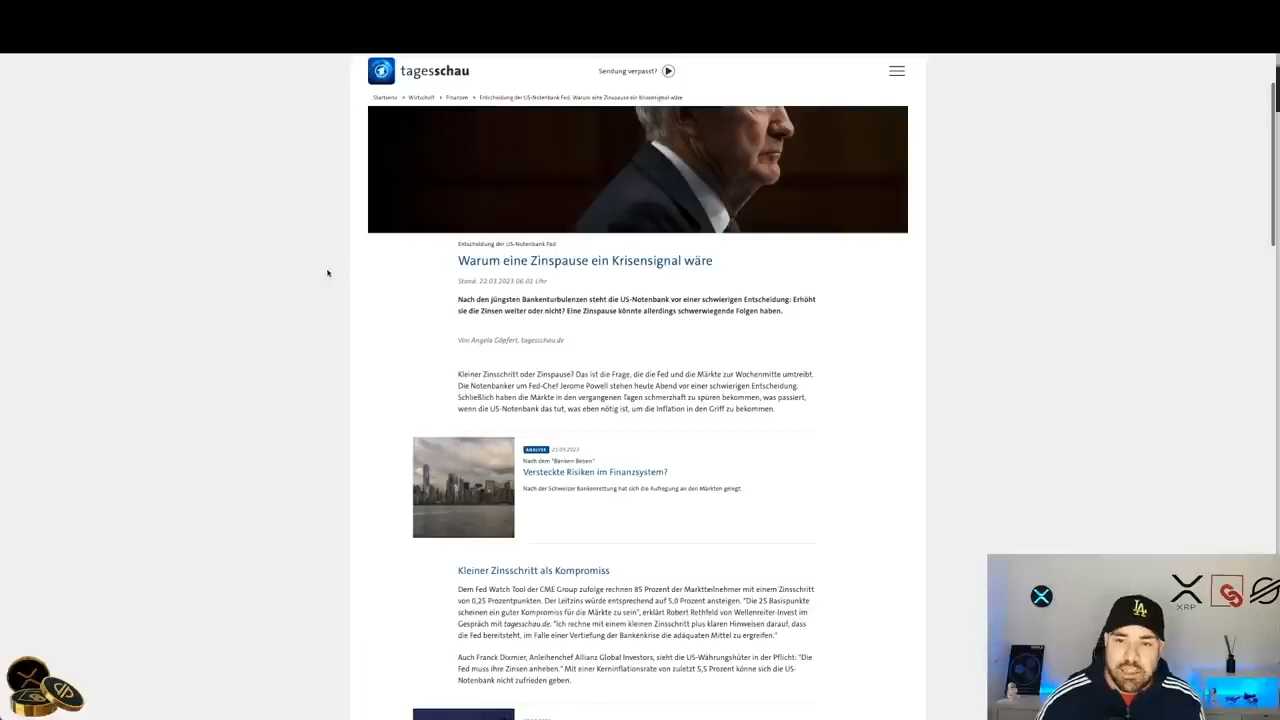 tagesschau
Sendung verpasst?
Startseite
Wirtschaft
Finanzen
Entscheidung der US-Notenbank Fed: Warum eine Zinspause ein Krisensignal wäre
Entscheidung der US-Notenbank Fed
Warum eine Zinspause ein Krisensignal wäre
Stand: 22.03.2023 06:01 Uhr
Nach den jüngsten Bankenturbulenzen steht die US-Notenbank vor einer schwierigen Entscheidung: Erhöht
sie die Zinsen weiter oder nicht? Eine Zinspause könnte allerdings schwerwiegende Folgen haben.
Von Angela Göpfert, tagesschau.de
Kleiner Zinsschritt oder Zinspause? Das ist die Frage, die die Fed und die Märkte zur Wochenmitte umtreibt.
Die Notenbanker um Fed-Chef Jerome Powell stehen heute Abend vor einer schwierigen Entscheidung.
Schließlich haben die Märkte in den vergangenen Tagen schmerzhaft zu spüren bekommen, was passiert,
wenn die US-Notenbank das tut, was eben nötig ist, um die Inflation in den Griff zu bekommen.
ANALYSE 21.03.2023
Nach dem "Banken-Beben"
Versteckte Risiken im Finanzsystem?
Nach der Schweizer Bankenrettung hat sich die Aufregung an den Märkten gelegt.
Kleiner Zinsschritt als Kompromiss
Dem Fed Watch Tool der CME Group zufolge rechnen 85 Prozent der Marktteilnehmer mit einem Zinsschritt
von 0,25 Prozentpunkten. Der Leitzins würde entsprechend auf 5,0 Prozent ansteigen. "Die 25 Basispunkte
scheinen ein guter Kompromiss für die Märkte zu sein", erklärt Robert Rethfeld von Wellenreiter-Invest im
Gespräch mit tagesschau.de. "Ich rechne mit einem kleinen Zinsschritt plus klaren Hinweisen darauf, dass
die Fed bereitsteht, im Falle einer Vertiefung der Bankenkrise die adäquaten Mittel zu ergreifen."
Auch Franck Dixmier, Anleihenchef Allianz Global Investors, sieht die US-Währungshüter in der Pflicht: "Die
Fed muss ihre Zinsen anheben." Mit einer Kerninflationsrate von zuletzt 5,5 Prozent könne sich die US-
Notenbank nicht zufrieden geben.
LA